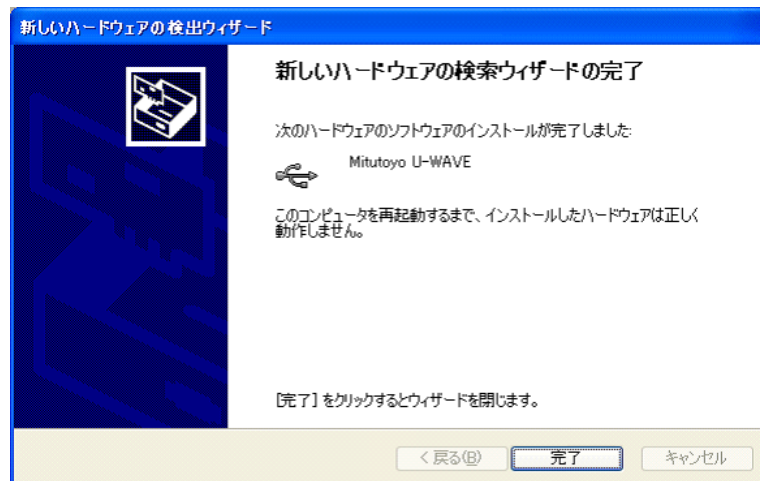 新しいハードウェアの検出ウィザード
新しいハードウェアの検索ウィザードの完了
次のハードウェアのソフトウェアのインストールが完了しました:
Mitutoyo U-WAVE
このコンピュータを再起動するまで、インストールしたハードウェアは正しく
動作しません。
[完了] をクリックするとウィザードを閉じます。
< 戻る(B)
完了
キャンセル